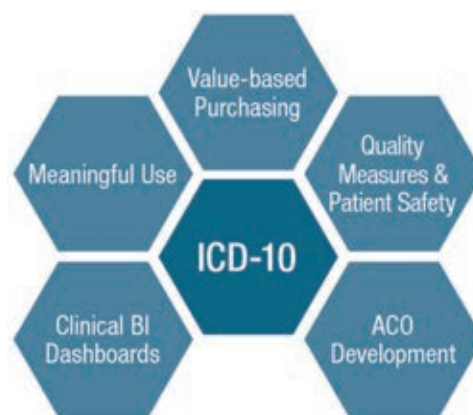 Value-based
Purchasing
Meaningful Use
Quality
Measures &
Patient Safety
ICD-10
Clinical BI
Dashboards
ACO
Development